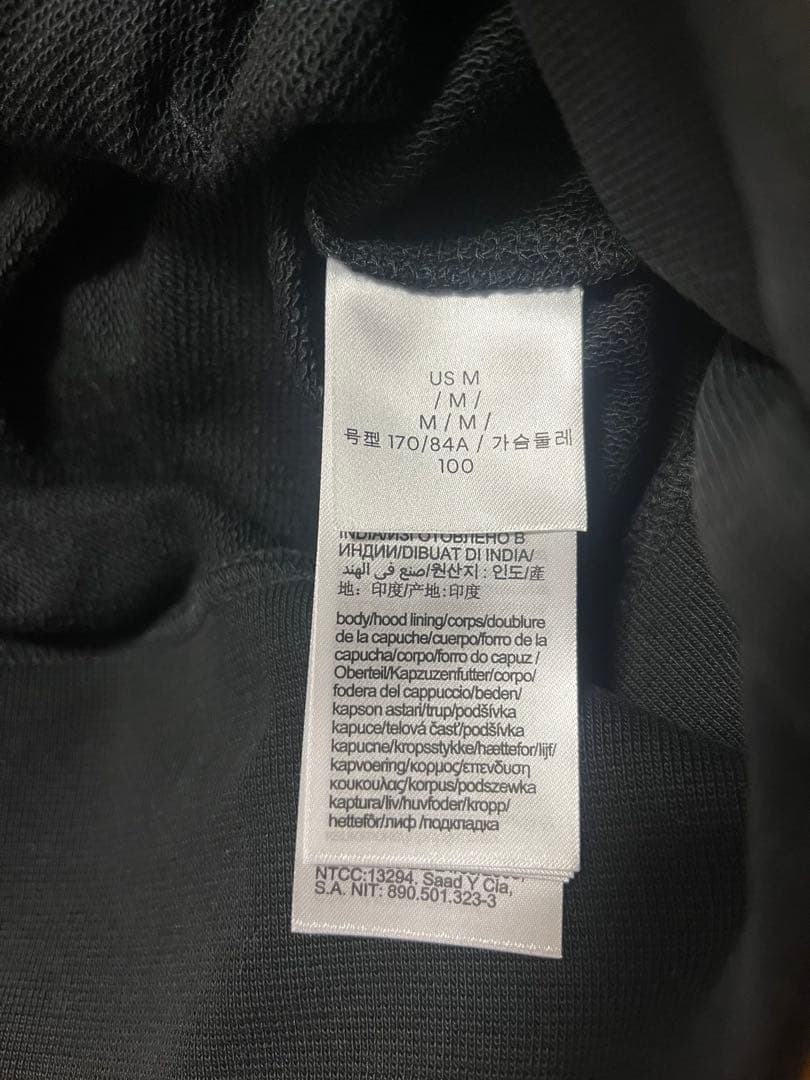 US M
/ M /
M / M /
号型 170/84A / 가슴둘레
100
INDIA/ИЗГОТОВЛЕНО В
ИНДИИ/DIBUAT DI INDIA/
صنع في الهند/원산지 : 인도/產
地：印度/产地:印度
body/hood lining/corps/doublure
de la capuche/cuerpo/forro de la
capucha/corpo/forro do capuz /
Oberteil/Kapzuzenfutter/corpo/
fodera del cappuccio/beden/
kapson astari/trup/podšívka
kapuce/telová časť/podšívka
kapucne/kropsstykke/hættefor/lijf/
kapvoering/κορμος/επενδυση
κουκουλας/korpus/podszewka
kaptura/liv/huvfoder/kropp/
hettefôr/лиф /подкладка
NTCC:13294. Saad Y Cia,
S.A. NIT: 890.501.323-3